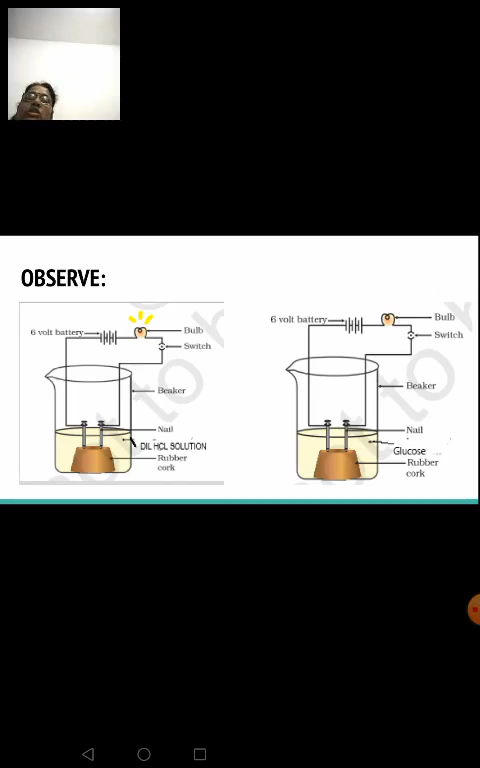 OBSERVE:
6 volt battery
Bulb
Switch
Beaker
Nail
DIL HCL SOLUTION
Rubber
cork
6 volt battery
Bulb
Switch
Beaker
Nail
Glucose
Rubber
cork